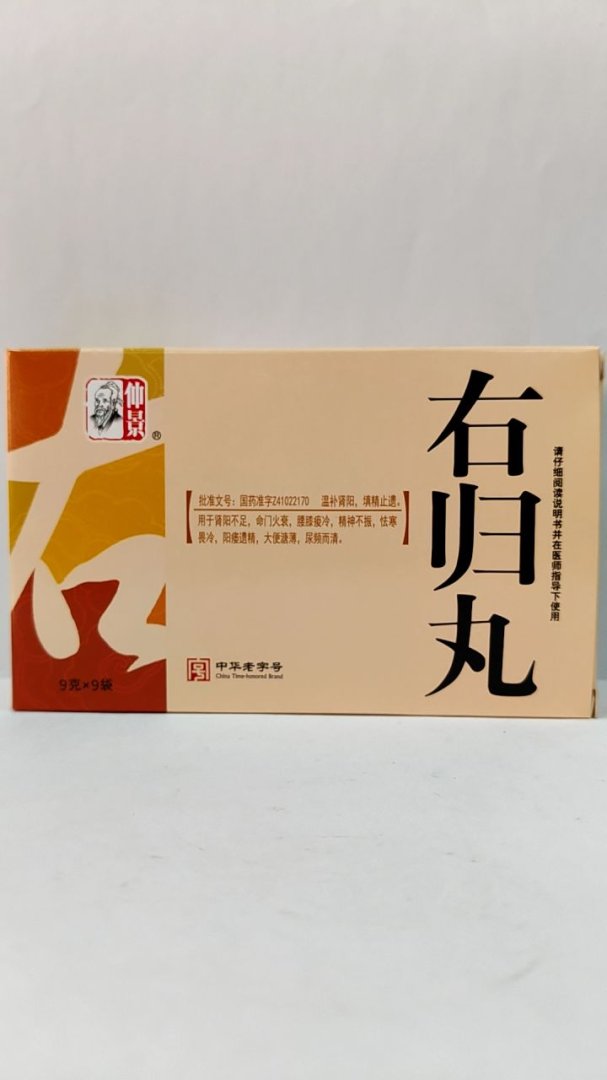 仲景
®
批准文号：国药准字Z41022170 温补肾阳，填精止遗。
用于肾阳不足，命门火衰，腰膝痠冷，精神不振，怯寒
畏冷，阳痿遗精，大便溏薄，尿频而清。
右归丸
请仔细阅读说明书并在医师指导下使用
右
9克×9袋
中华老字号
China Time-honored Brand